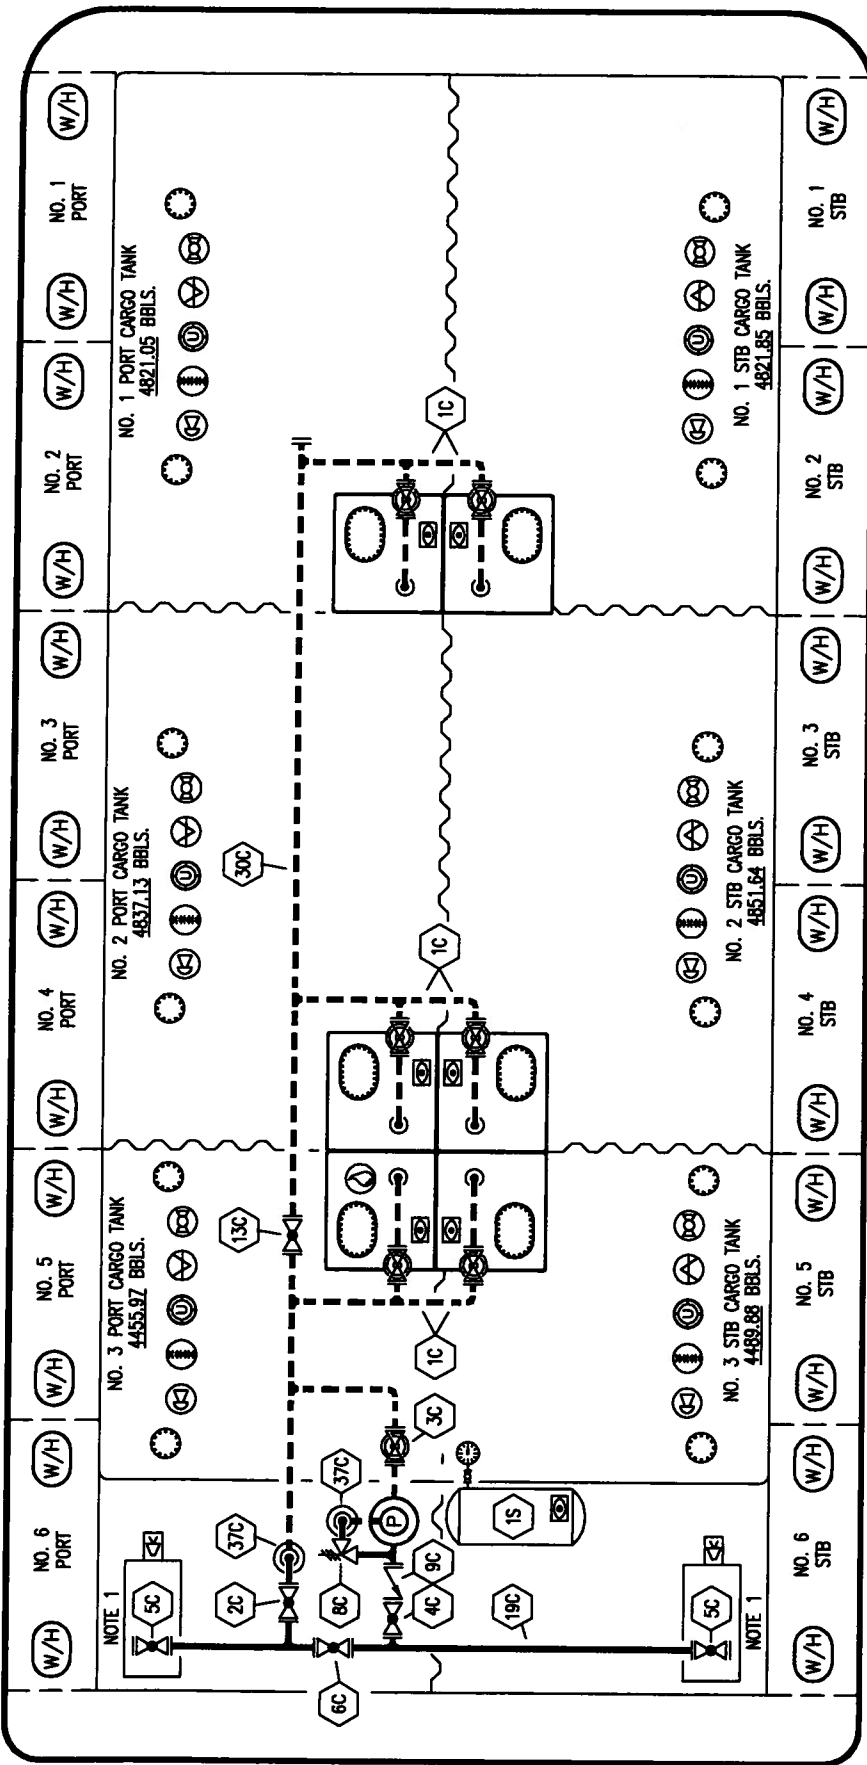 W/H
NO. 1
PORT
W/H
W/H
NO. 2
PORT
W/H
W/H
NO. 3
PORT
W/H
W/H
NO. 4
PORT
W/H
W/H
NO. 5
PORT
W/H
W/H
NO. 6
PORT
W/H
NO. 1 PORT CARGO TANK
4821.05 BBLS.
U
NO. 2 PORT CARGO TANK
4837.13 BBLS.
U
NO. 3 PORT CARGO TANK
4455.97 BBLS.
U
NOTE 1
5C
30C
13C
37C
2C
37C
8C
6C
1C
1C
1C
3C
P
9C
4C
1S
19C
5C
NOTE 1
U
NO. 1 STB CARGO TANK
4821.85 BBLS.
U
NO. 2 STB CARGO TANK
4851.64 BBLS.
U
NO. 3 STB CARGO TANK
4489.88 BBLS.
W/H
NO. 1
STB
W/H
W/H
NO. 2
STB
W/H
W/H
NO. 3
STB
W/H
W/H
NO. 4
STB
W/H
W/H
NO. 5
STB
W/H
W/H
NO. 6
STB
W/H